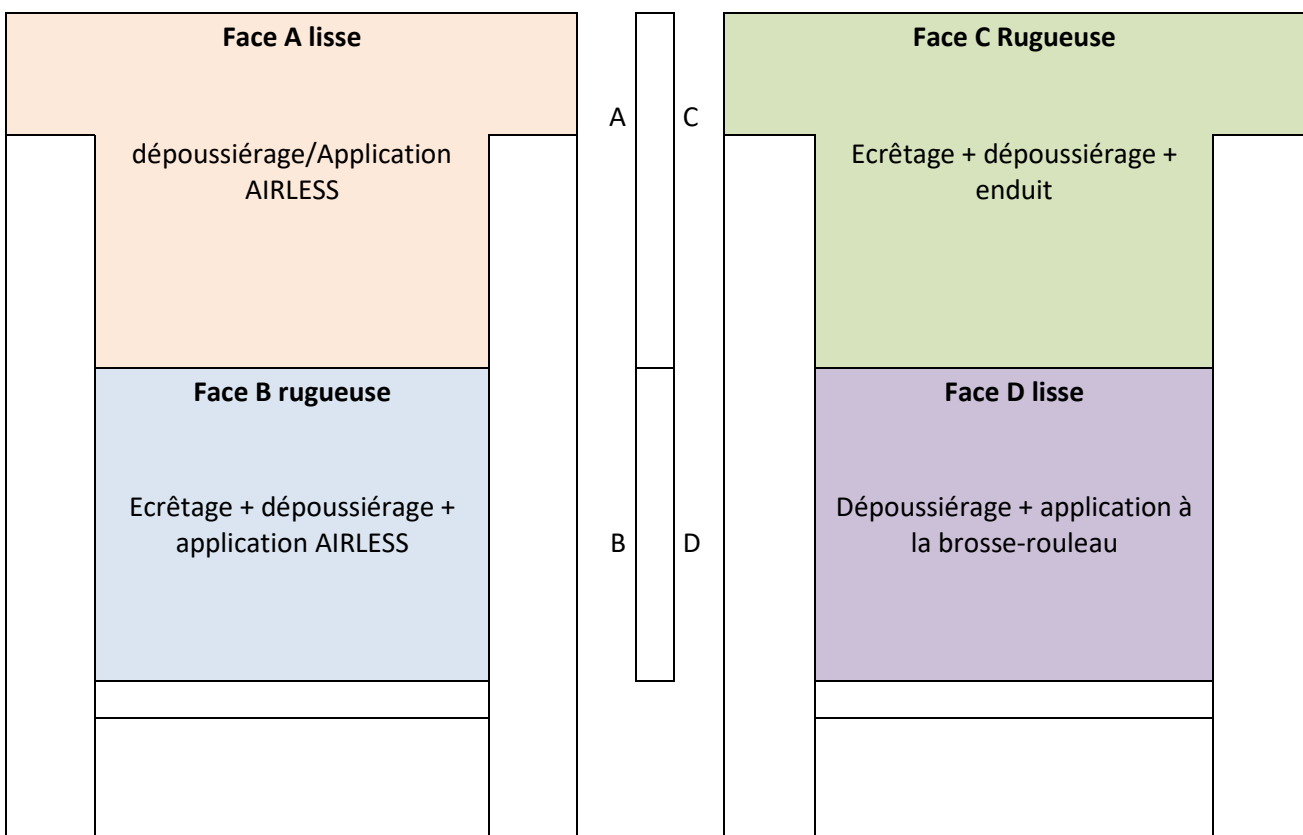 Face A lisse
dépoussiérage/Application
AIRLESS
Face B rugueuse
Ecrêtage + dépoussiérage +
application AIRLESS
A
C
B
D
Face C Rugueuse
Ecrêtage + dépoussiérage +
enduit
Face D lisse
Dépoussiérage + application à
la brosse-rouleau